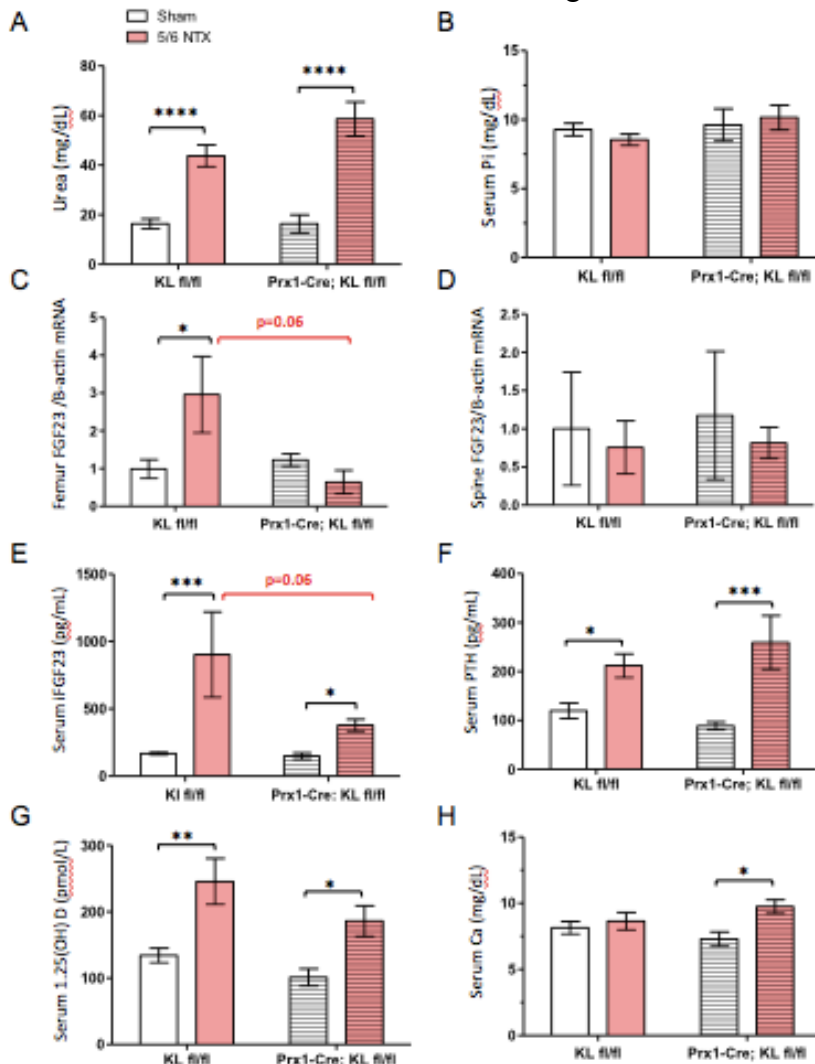 A
Sham
5/6 NTX
Urea (mg/dL)
80
60
40
20
0
****
****
KL fl/fl
Prx1-Cre; KL fl/fl
B
Serum Pi (mg/dL)
15
10
5
0
KL fl/fl
Prx1-Cre; KL fl/fl
C
Femur FGF23 /B-actin mRNA
5
4
3
2
1
0
*
p=0.06
KL fl/fl
Prx1-Cre; KL fl/fl
D
Spine FGF23/B-actin mRNA
2.5
2.0
1.5
1.0
0.5
0.0
KL fl/fl
Prx1-Cre; KL fl/fl
E
Serum iFGF23 (pg/mL)
1500
1000
500
0
***
p=0.06
*
Kl fl/fl
Prx1-Cre: KL fl/fl
F
Serum PTH (pg/mL)
400
300
200
100
0
*
***
KL fl/fl
Prx1-Cre; KL fl/fl
G
Serum 1.25(OH) D (pmol/L)
300
200
100
0
**
*
KL fl/fl
Prx1-Cre; KL fl/fl
H
Serum Ca (mg/dL)
15
10
5
0
*
KL fl/fl
Prx1-Cre; KL fl/fl